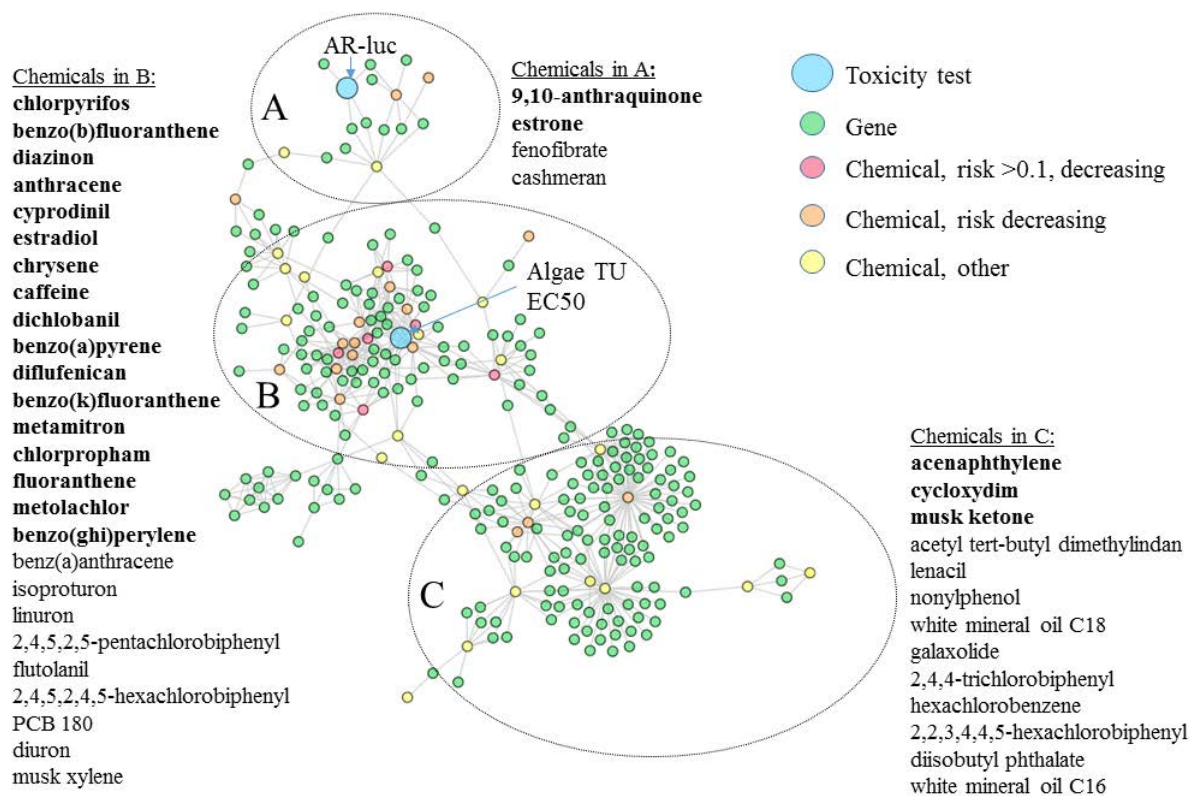 Chemicals in B:
chlorpyrifos
benzo(b)fluoranthene
diazinon
anthracene
cyprodinil
estradiol
chrysene
caffeine
dichlobanil
benzo(a)pyrene
diflufenican
benzo(k)fluoranthene
metamitron
chlorpropham
fluoranthene
metolachlor
benzo(ghi)perylene
benz(a)anthracene
isoproturon
linuron
2,4,5,2,5-pentachlorobiphenyl
flutolanil
2,4,5,2,4,5-hexachlorobiphenyl
PCB 180
diuron
musk xylene
AR-luc
A
Algae TU
EC50
B
C
Chemicals in A:
9,10-anthraquinone
estrone
fenofibrate
cashmeran
Toxicity test
Gene
Chemical, risk >0.1, decreasing
Chemical, risk decreasing
Chemical, other
Chemicals in C:
acenaphthylene
cycloxydim
musk ketone
acetyl tert-butyl dimethylindan
lenacil
nonylphenol
white mineral oil C18
galaxolide
2,4,4-trichlorobiphenyl
hexachlorobenzene
2,2,3,4,4,5-hexachlorobiphenyl
diisobutyl phthalate
white mineral oil C16